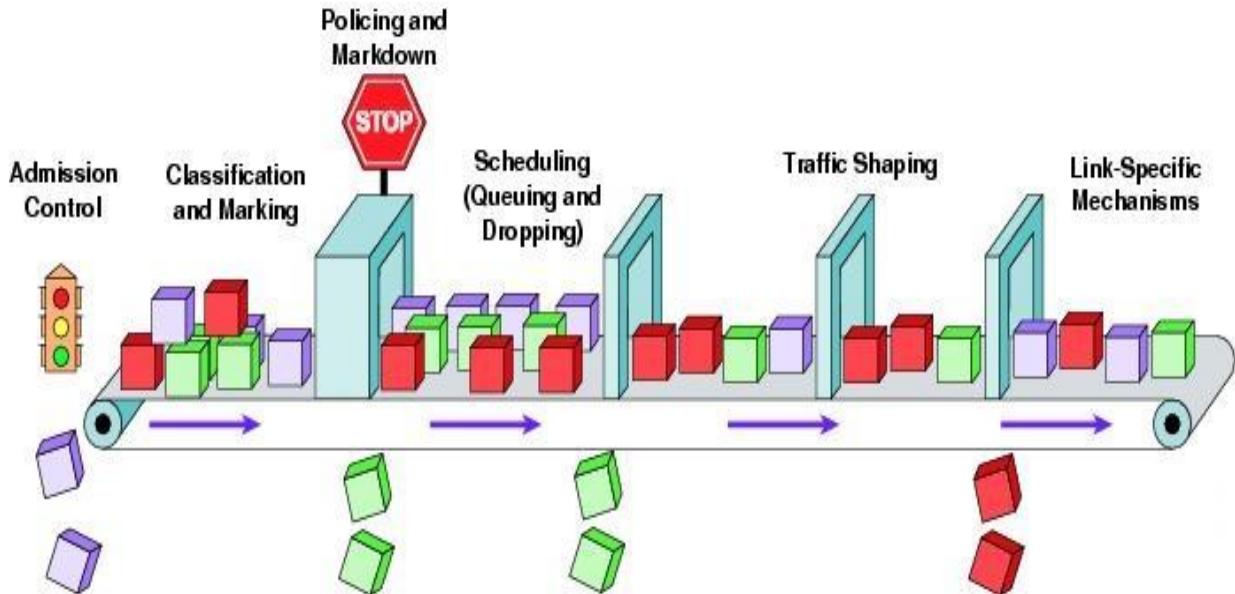 Policing and
Markdown
STOP
Admission
Control
Classification
and Marking
Scheduling
(Queuing and
Dropping)
Traffic Shaping
Link-Specific
Mechanisms